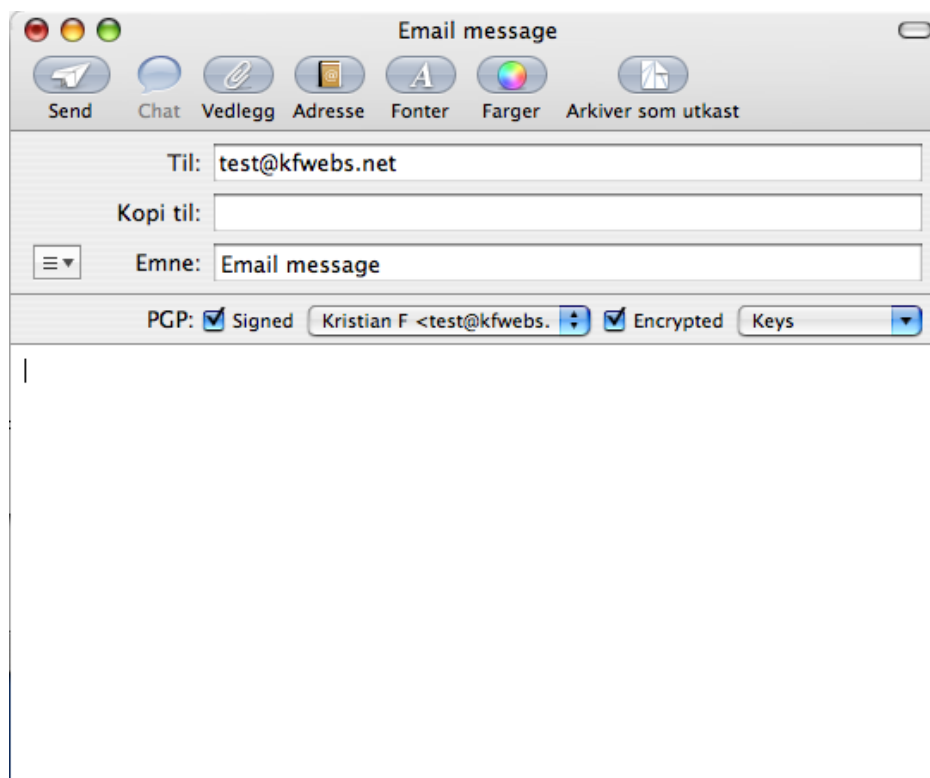 Email message
Send Chat Vedlegg Adresse Fonter Farger Arkiver som utkast
Til: test@kfwebs.net
Kopi til:
Emne: Email message
PGP: Signed Kristian F <test@kfwebs. Encrypted Keys